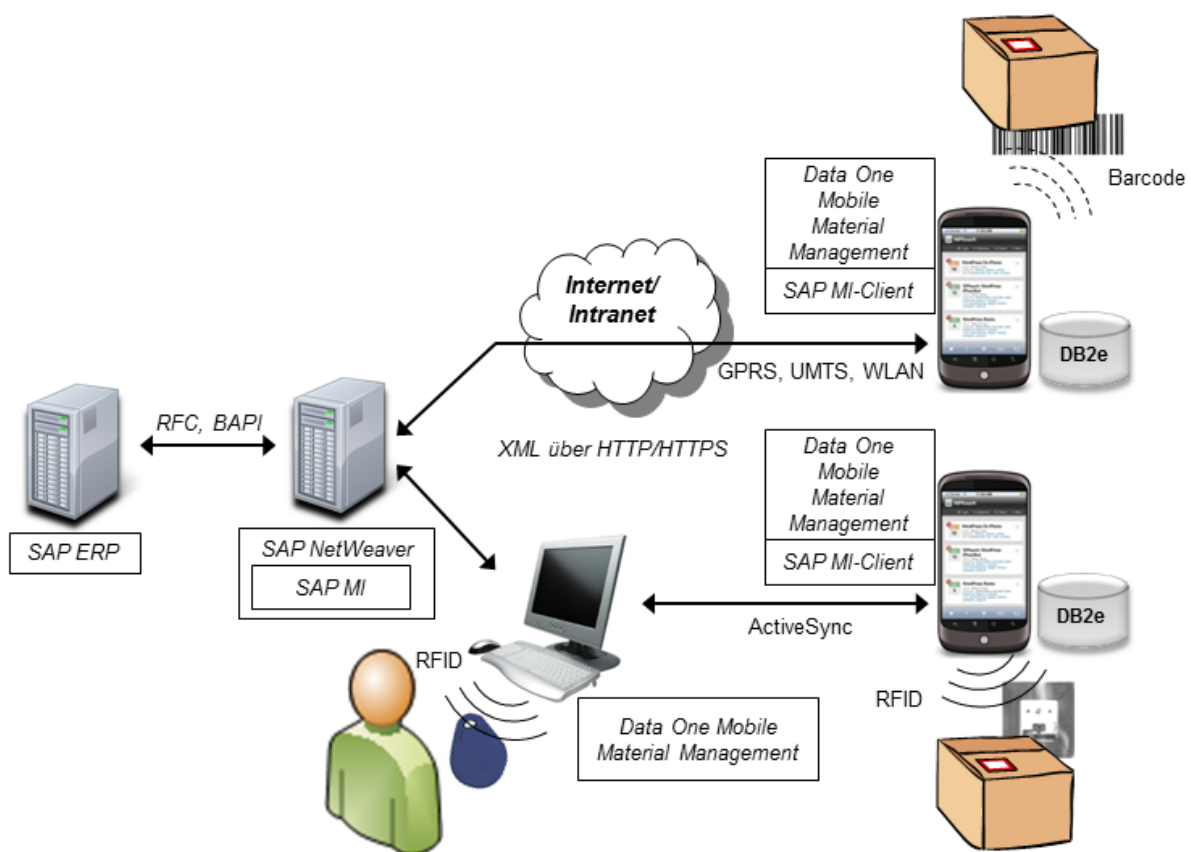 Barcode
Data One
Mobile
Material
Management
SAP MI-Client
Internet/
Intranet
DB2e
GPRS, UMTS, WLAN
RFC, BAPI
XML über HTTP/HTTPS
Data One
Mobile
Material
Management
SAP MI-Client
SAP ERP
SAP NetWeaver
SAP MI
DB2e
ActiveSync
RFID
RFID
Data One Mobile
Material Management